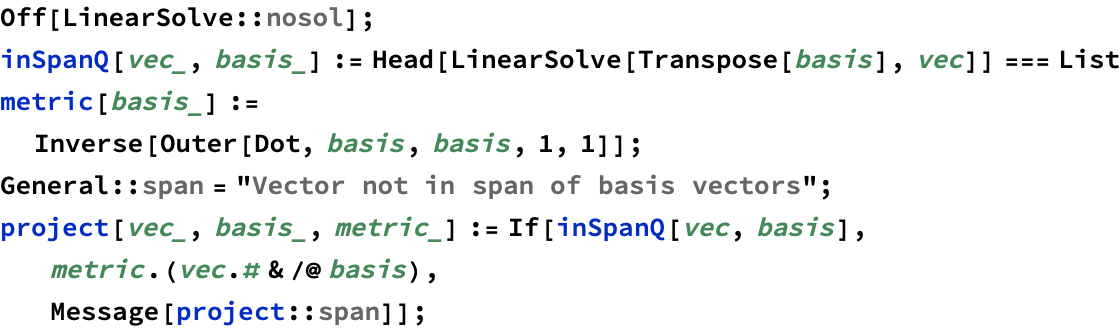 Off[LinearSolve::nosol];
inSpanQ[vec_, basis_] := Head[LinearSolve[Transpose[basis], vec]] === List
metric[basis_] :=
Inverse[Outer[Dot, basis, basis, 1, 1]];
General::span = "Vector not in span of basis vectors";
project[vec_, basis_, metric_] := If[inSpanQ[vec, basis],
metric.(vec.# & /@ basis),
Message[project::span]];